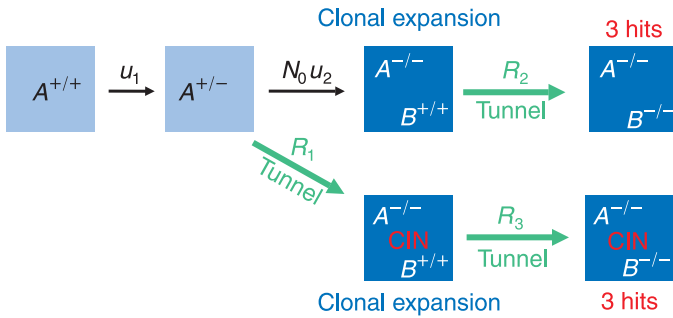 Clonal expansion
3 hits
A+/+
u1
A+/−
N0u2
A−/−
B+/+
R2
Tunnel
A−/−
B−/−
R1
Tunnel
A−/−
CIN
B+/+
R3
Tunnel
A−/−
CIN
B−/−
Clonal expansion
3 hits